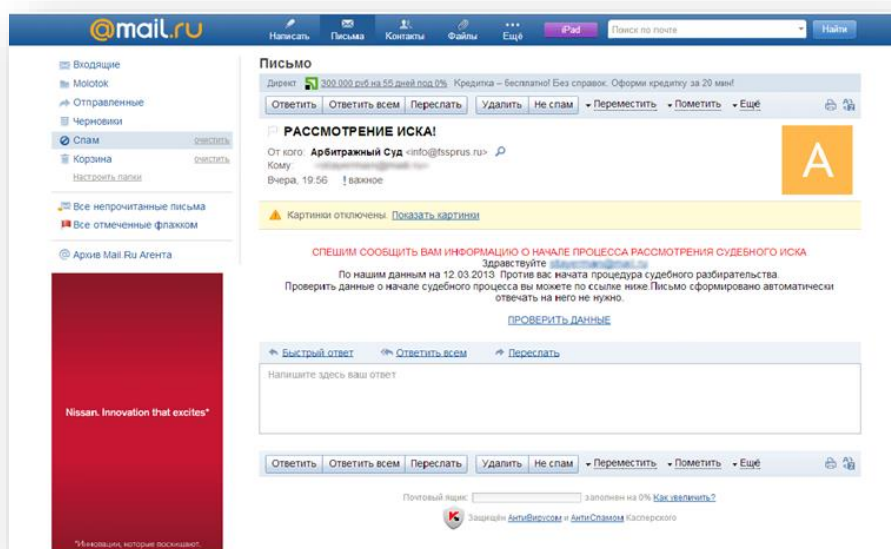 @mail.ru
Написать Письма Контакты Файлы Ещё iPad Поиск по почте Найти
Входящие
Molotok
Отправленные
Черновики
Спам очистить
Корзина очистить
Настроить папки
Все непрочитанные письма
Все отмеченные флажком
Архив Mail.Ru Агента
Nissan. Innovation that excites*
*Инновации, которые восхищают.
Письмо
Директ 300 000 руб на 55 дней под 0% Кредитка – бесплатно! Без справок. Оформи кредитку за 20 мин!
Ответить Ответить всем Переслать Удалить Не спам Переместить Пометить Ещё
РАССМОТРЕНИЕ ИСКА!
От кого: Арбитражный Суд <info@fssprus.ru>
Кому:
Вчера, 19:56 !важное
А
Картинки отключены. Показать картинки
СПЕШИМ СООБЩИТЬ ВАМ ИНФОРМАЦИЮ О НАЧАЛЕ ПРОЦЕССА РАССМОТРЕНИЯ СУДЕБНОГО ИСКА
Здравствуйте
По нашим данным на 12.03.2013 Против вас начата процедура судебного разбирательства.
Проверить данные о начале судебного процесса вы можете по ссылке ниже.Письмо сформировано автоматически
отвечать на него не нужно.
ПРОВЕРИТЬ ДАННЫЕ
Быстрый ответ Ответить всем Переслать
Напишите здесь ваш ответ
Ответить Ответить всем Переслать Удалить Не спам Переместить Пометить Ещё
Почтовый ящик: заполнен на 0% Как увеличить?
Защищён АнтиВирусом и АнтиСпамом Касперского